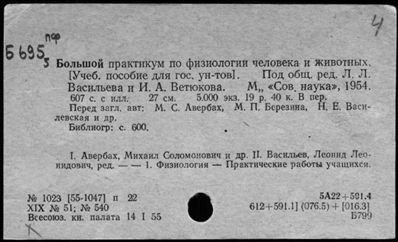 пф
4
Б 695
5
Большой практикум по физиологии человека и животных.
[Учеб. пособие для гос. ун-тов]. Под общ. ред. Л. Л.
Васильева и И. А. Ветюкова. М., «Сов. наука», 1954.
607 с. с илл. 27 см. 5.000 экз. 19 р. 40 к. В пер.
Перед загл. авт: М. С. Авербах, М. П. Березина, Н. Е. Васи-
левская и др.
Библиогр: с. 600.
I. Авербах, Михаил Соломонович и др. II. Васильев, Леонид Лео-
нидович, ред. — — 1. Физиология — Практические работы учащихся.
№ 1023 [55-1047] п 22
XIX № 51; № 540
Всесоюз. кн. палата 14 I 55
5А22+591.4
612+591.1] (076.5) + [016.3]
Б799